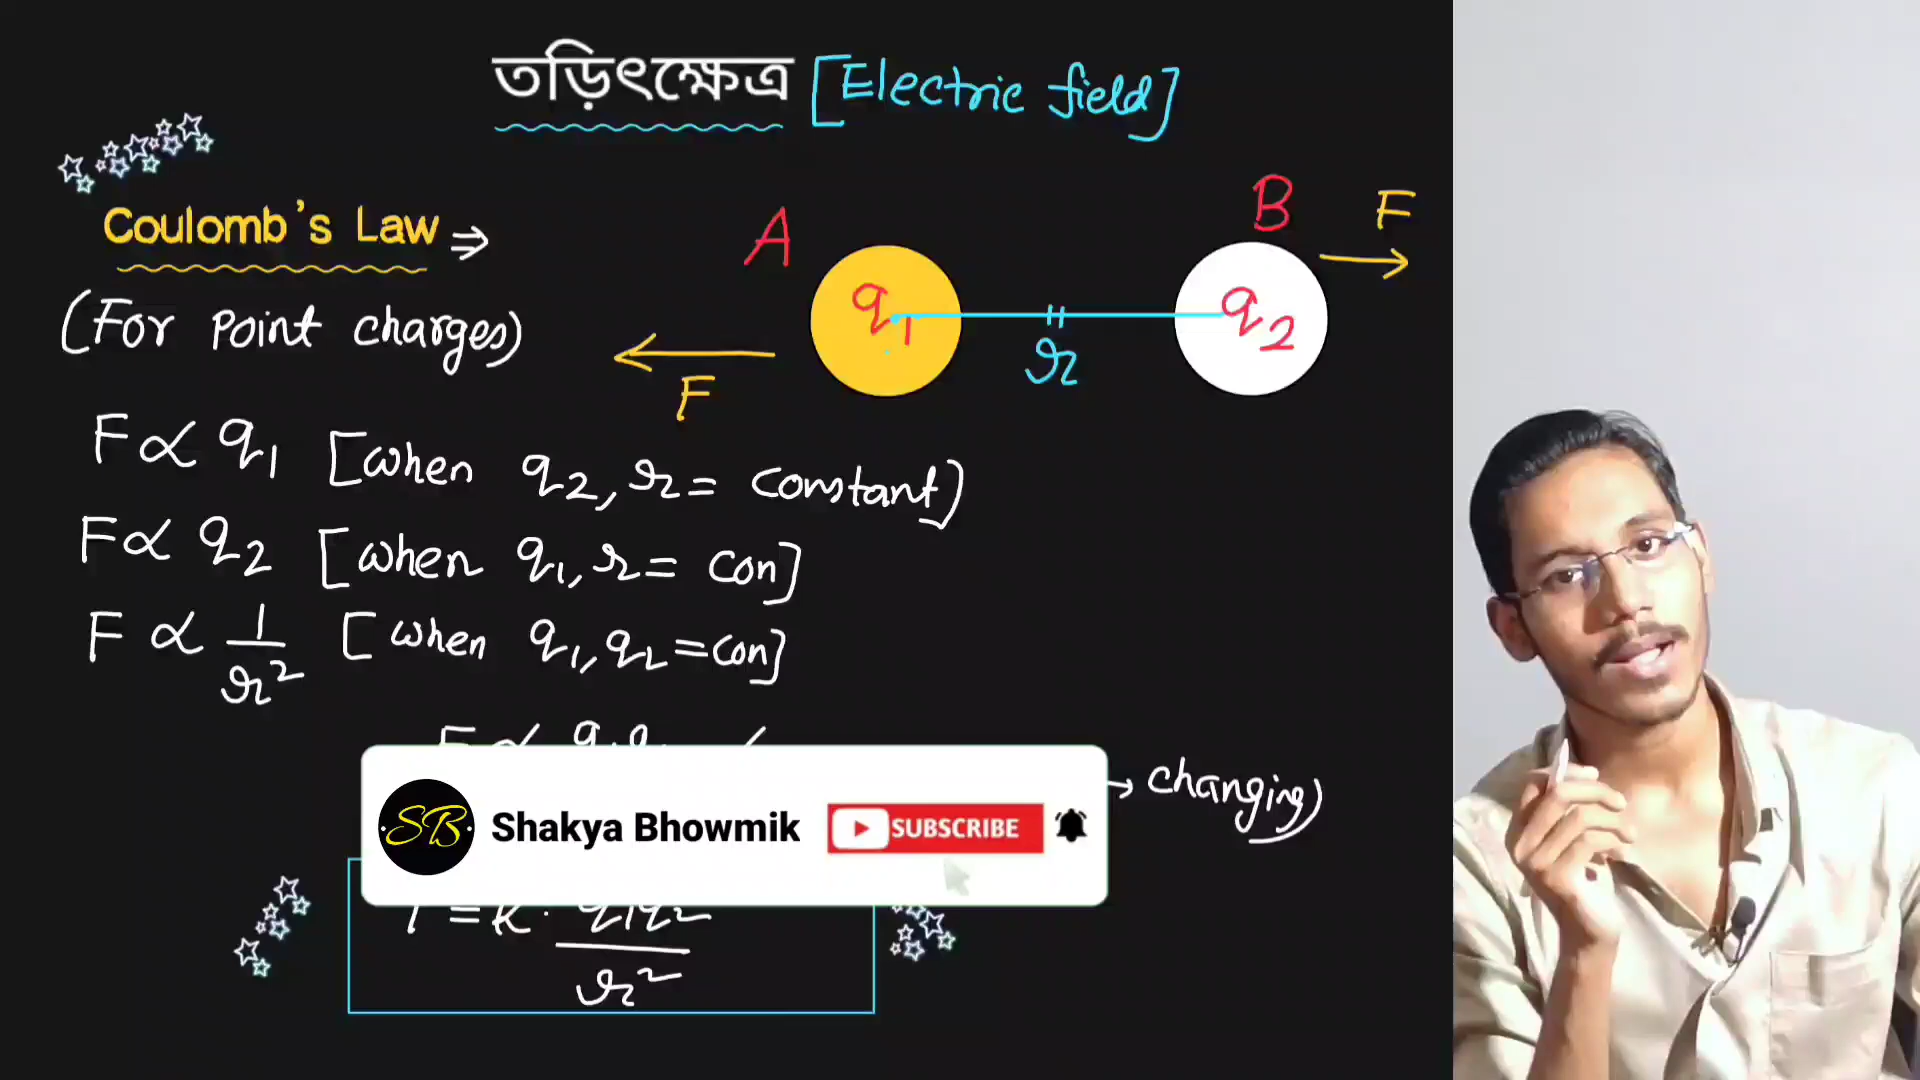 তড়িৎক্ষেত্র [Electric field]
Coulomb's Law ⇒
(For point charges)
A
B
F
q₁
q₂
r
F
F ∝ q₁ [when q₂, r = constant]
F ∝ q₂ [when q₁, r = con]
F ∝ 1/r² [when q₁, q₂ = con]
→ changing)
SB
Shakya Bhowmik
SUBSCRIBE
F = K · q₁q₂/r²